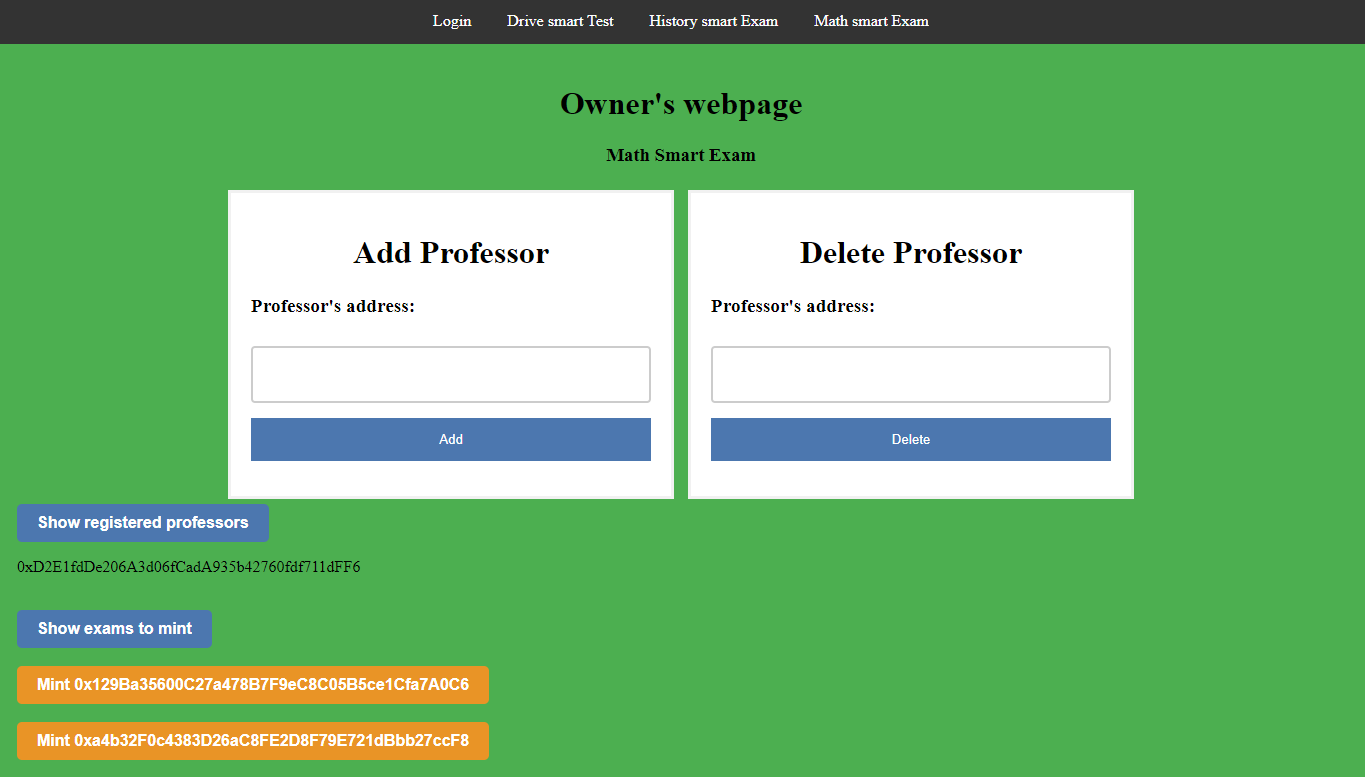 Login Drive smart Test History smart Exam Math smart Exam
Owner's webpage
Math Smart Exam
Add Professor
Professor's address:
Add
Delete Professor
Professor's address:
Delete
Show registered professors
0xD2E1fdDe206A3d06fCadA935b42760fdf711dFF6
Show exams to mint
Mint 0x129Ba35600C27a478B7F9eC8C05B5ce1Cfa7A0C6
Mint 0xa4b32F0c4383D26aC8FE2D8F79E721dBbb27ccF8